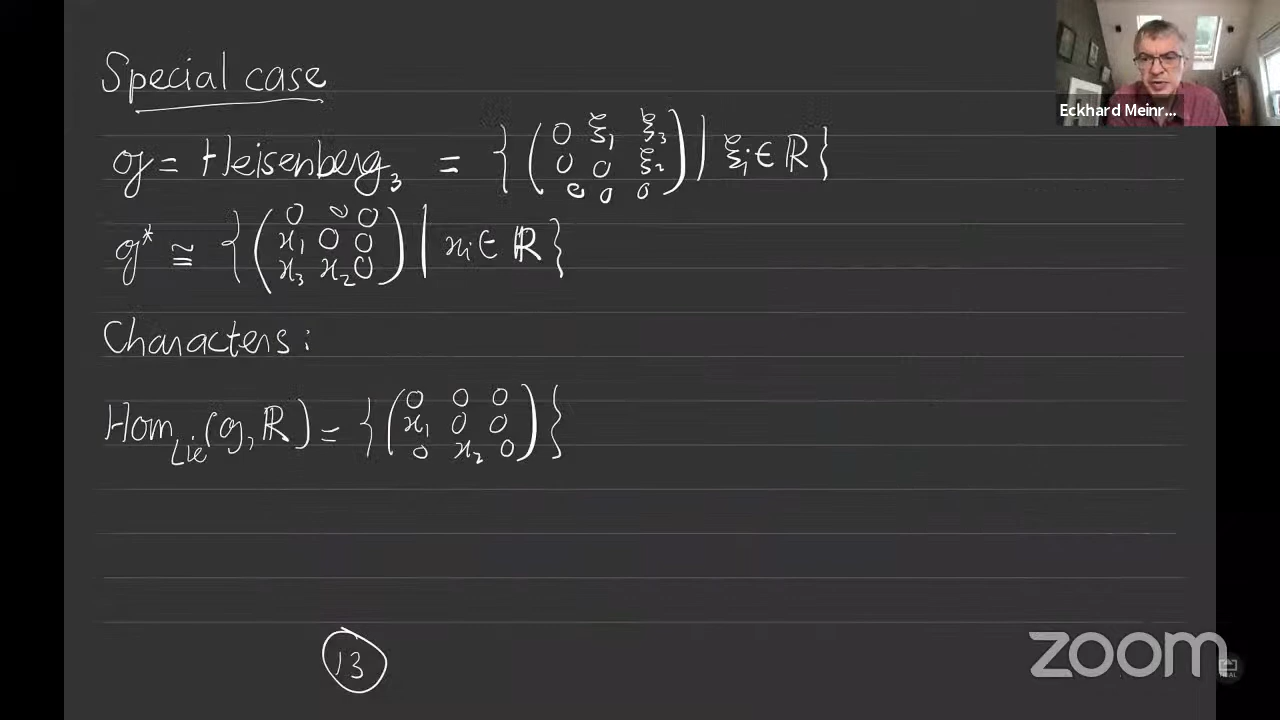 Special case
Eckhard Meinr...
𝔤 = Heisenberg₃ = { ( 0 ξ₁ ξ₃
0 0 ξ₂
0 0 0 ) | ξᵢ ∈ ℝ }
𝔤* ≅ { ( 0 0 0
x₁ 0 0
x₃ x₂ 0 ) | xᵢ ∈ ℝ }
Characters:
Hom_Lie(𝔤, ℝ) = { ( 0 0 0
x₁ 0 0
0 x₂ 0 ) }
13
zoom